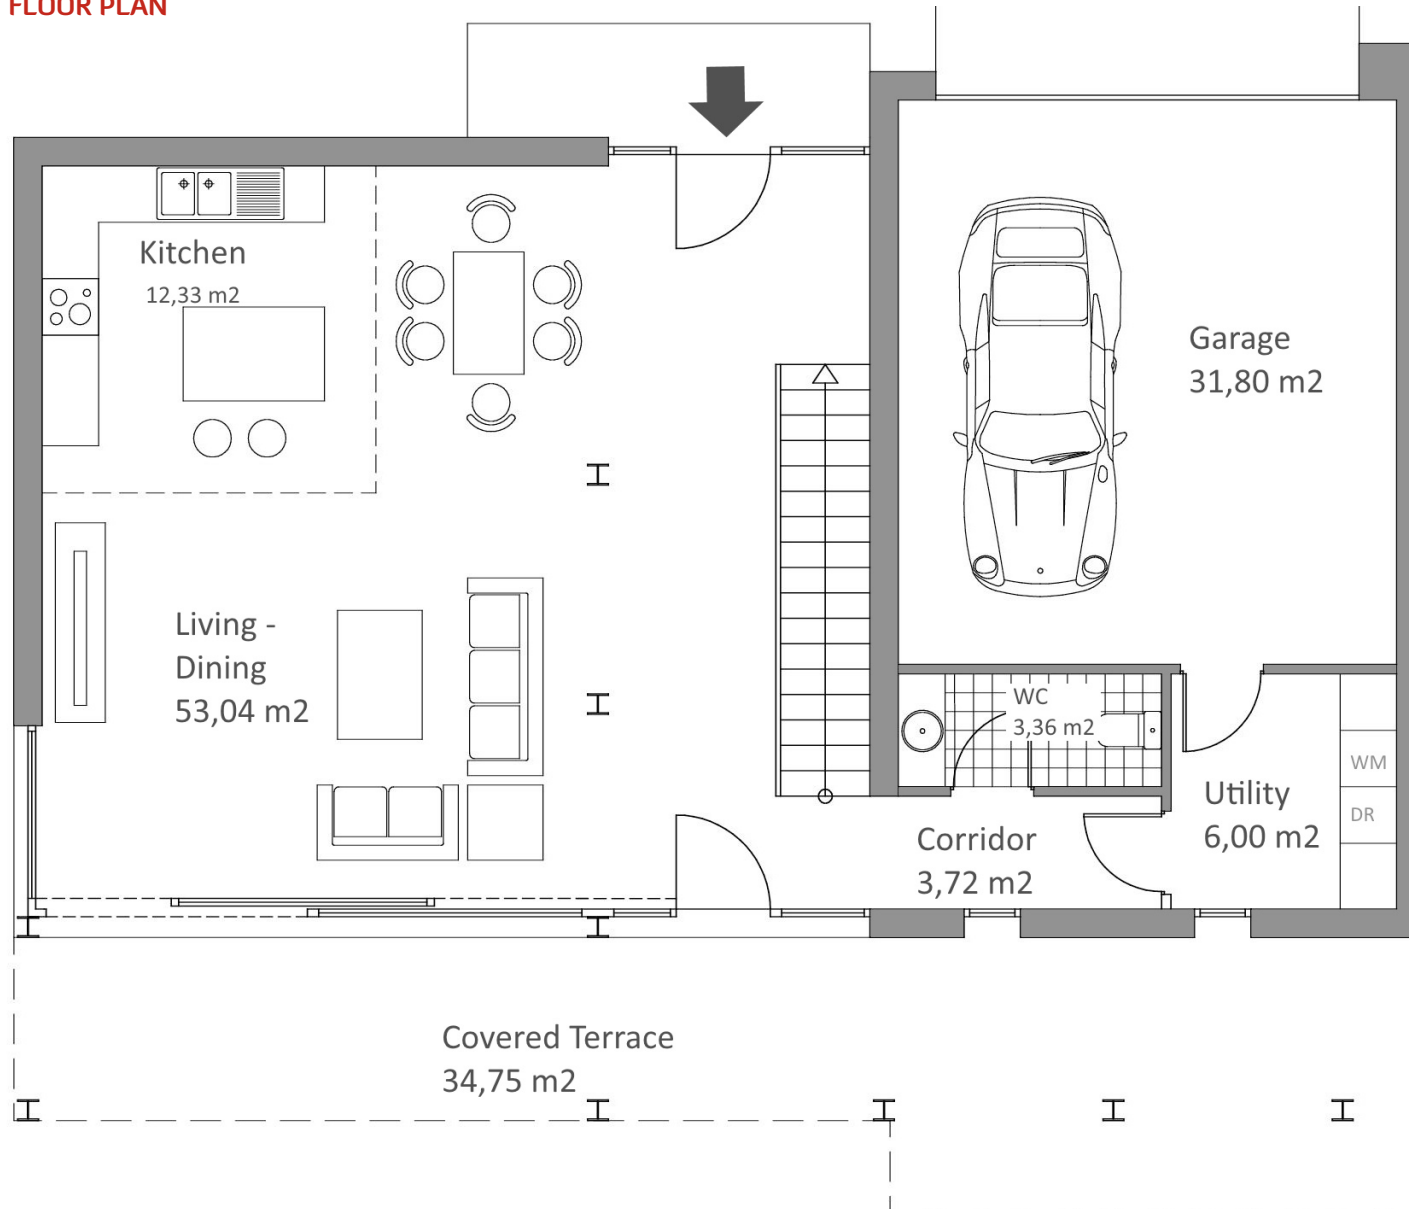 FLOOR PLAN
Kitchen
12,33 m2
Garage
31,80 m2
Living -
Dining
53,04 m2
WC
3,36 m2
WM
Utility
6,00 m2
DR
Corridor
3,72 m2
Covered Terrace
34,75 m2